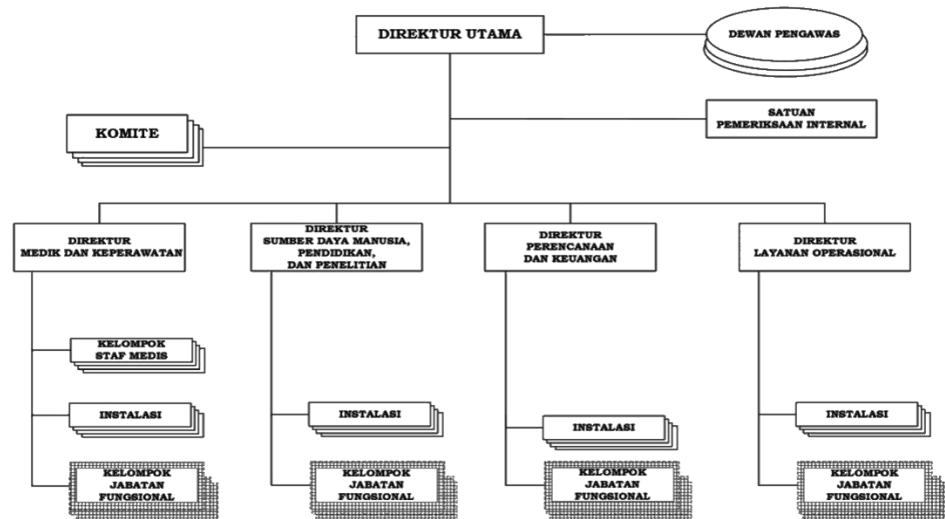 DIREKTUR UTAMA
DEWAN PENGAWAS
SATUAN
PEMERIKSAAN INTERNAL
KOMITE
DIREKTUR
MEDIK DAN KEPERAWATAN
DIREKTUR
SUMBER DAYA MANUSIA,
PENDIDIKAN,
DAN PENELITIAN
DIREKTUR
PERENCANAAN
DAN KEUANGAN
DIREKTUR
LAYANAN OPERASIONAL
KELOMPOK
STAF MEDIS
INSTALASI
INSTALASI
INSTALASI
INSTALASI
KELOMPOK
JABATAN
FUNGSIONAL
KELOMPOK
JABATAN
FUNGSIONAL
KELOMPOK
JABATAN
FUNGSIONAL
KELOMPOK
JABATAN
FUNGSIONAL